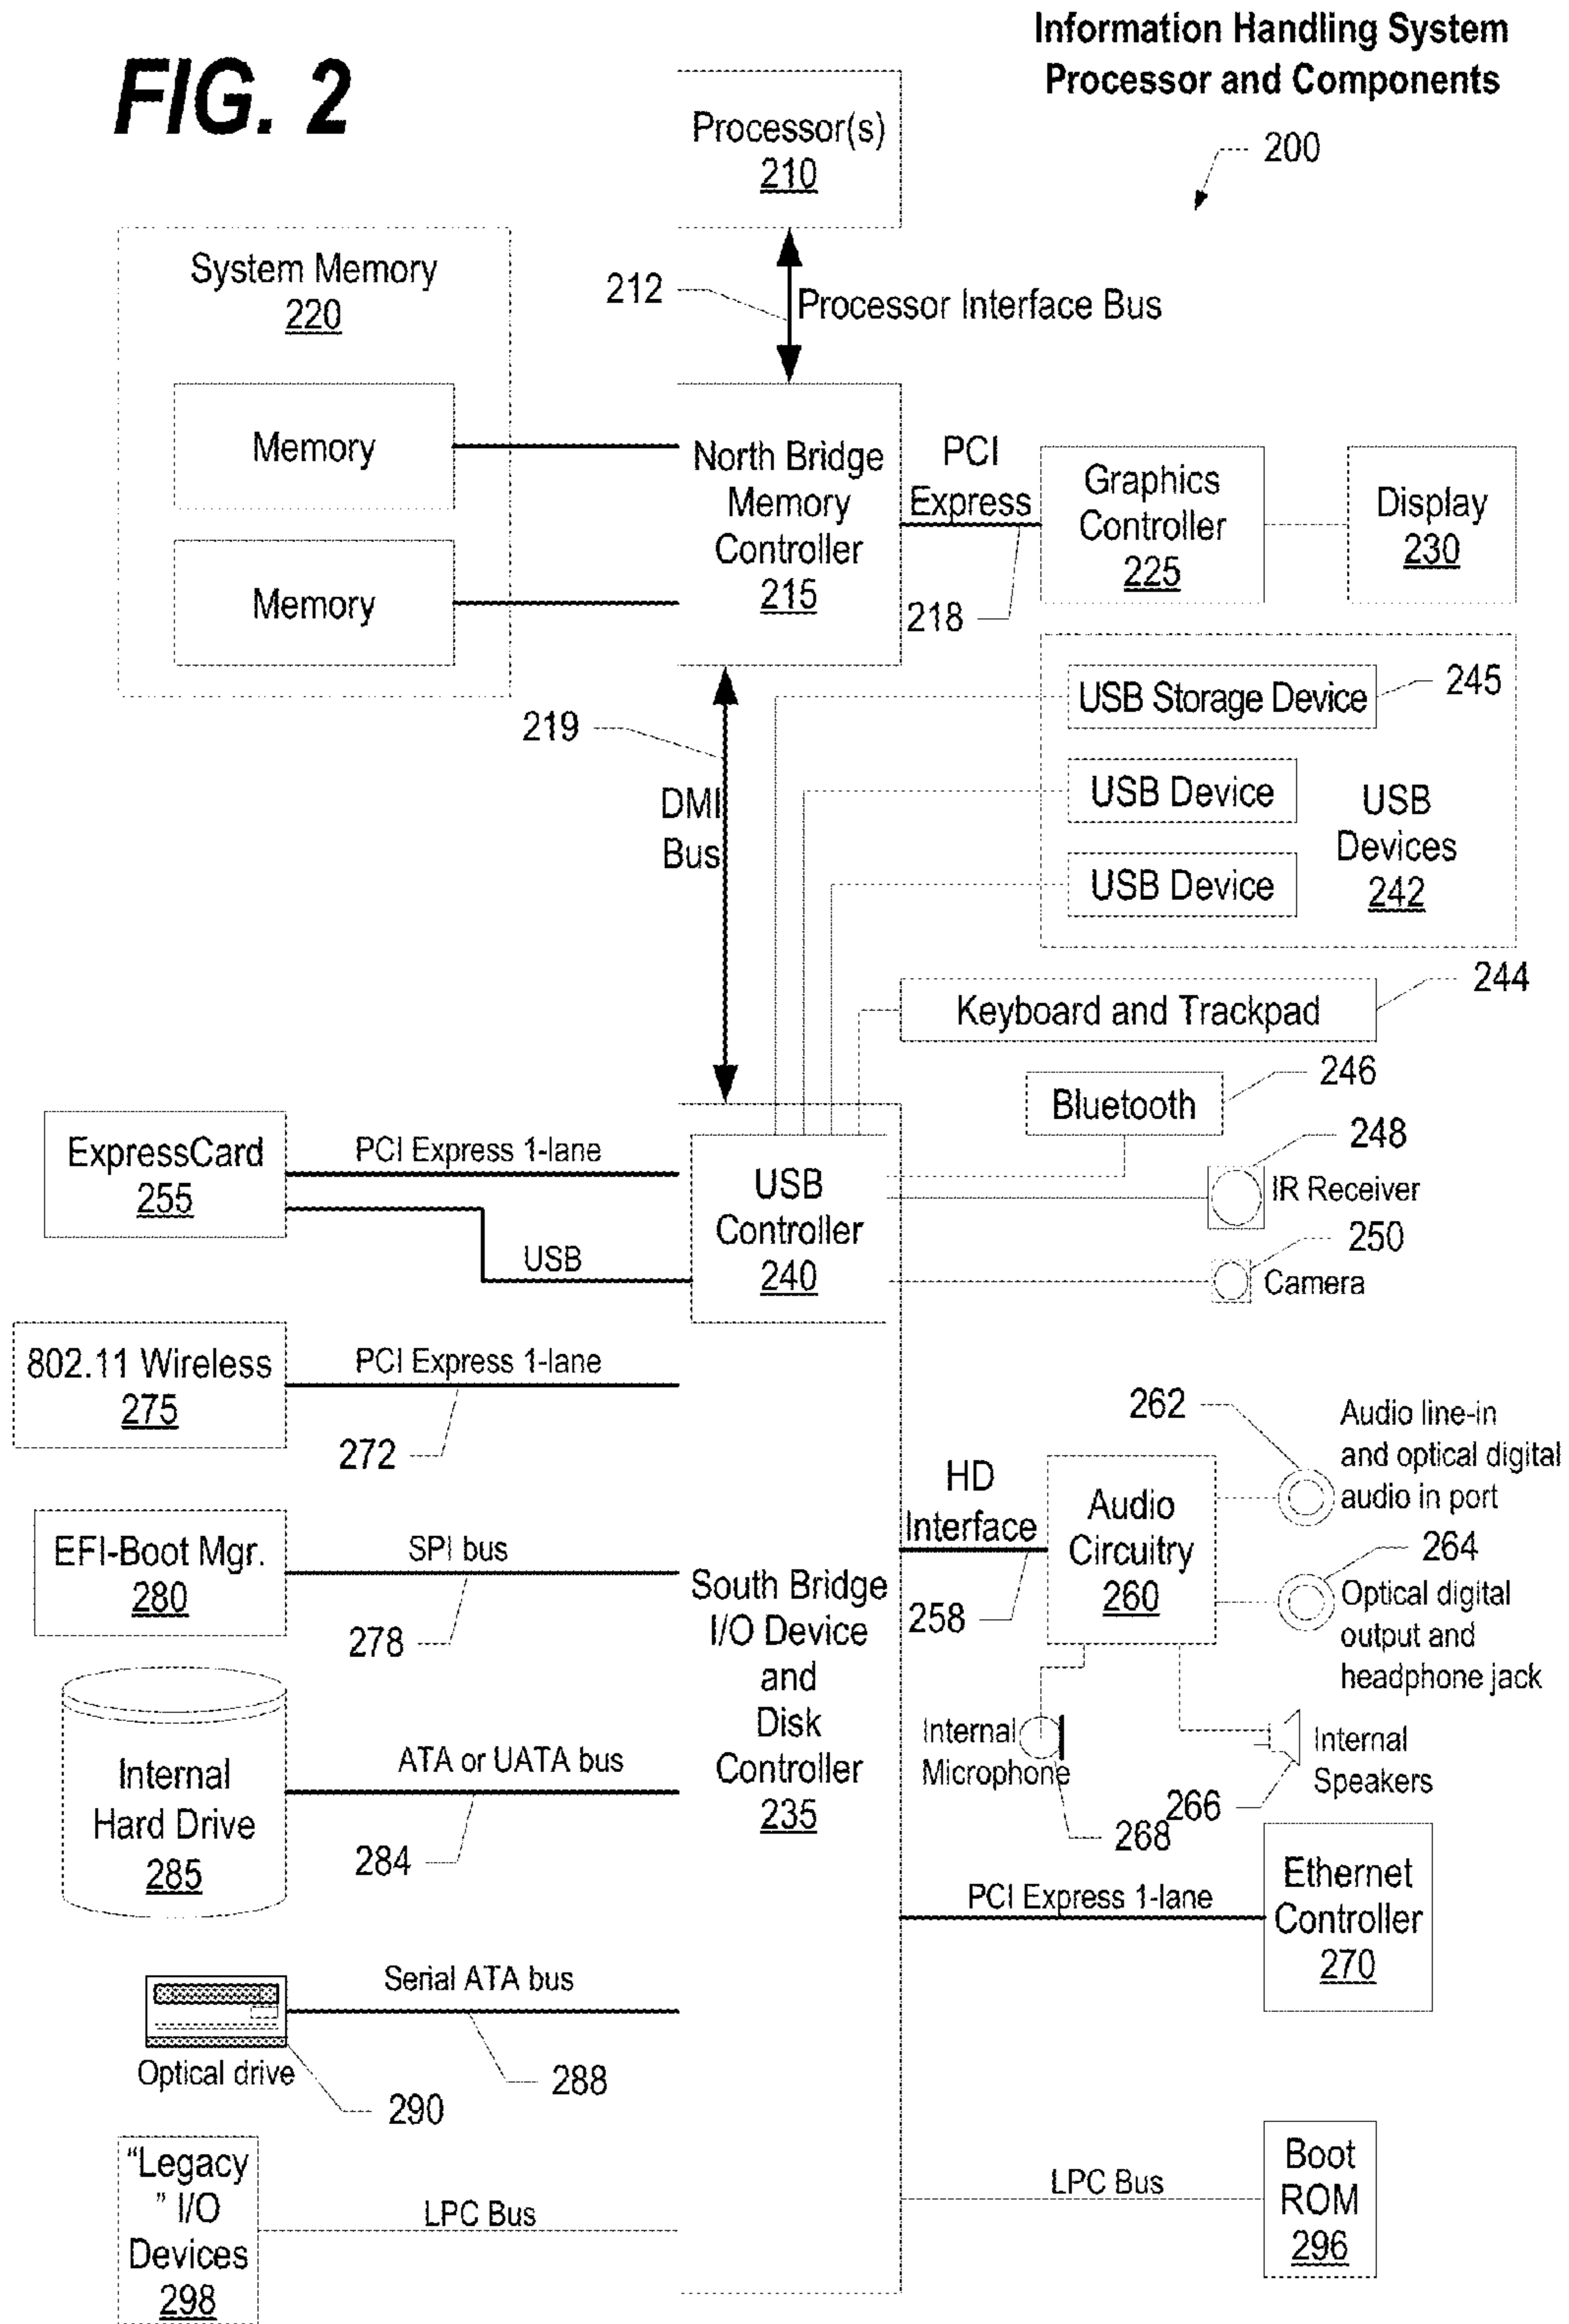 FIG. 2
Information Handling System
Processor and Components
200
Processor(s)
210
212
Processor Interface Bus
System Memory
220
Memory
Memory
North Bridge
Memory
Controller
215
PCI
Express
218
Graphics
Controller
225
Display
230
219
DMI
Bus
USB Storage Device
245
USB Device
USB Device
USB
Devices
242
Keyboard and Trackpad
244
Bluetooth
246
248
IR Receiver
250
Camera
ExpressCard
255
PCI Express 1-lane
USB
USB
Controller
240
802.11 Wireless
275
PCI Express 1-lane
272
EFI-Boot Mgr.
280
SPI bus
278
South Bridge
I/O Device
and
Disk
Controller
235
HD
Interface
258
Audio
Circuitry
260
262
Audio line-in
and optical digital
audio in port
264
Optical digital
output and
headphone jack
Internal
Microphone
268
Internal
Speakers
266
Internal
Hard Drive
285
ATA or UATA bus
284
PCI Express 1-lane
Ethernet
Controller
270
Serial ATA bus
288
Optical drive
290
“Legacy
” I/O
Devices
298
LPC Bus
LPC Bus
Boot
ROM
296